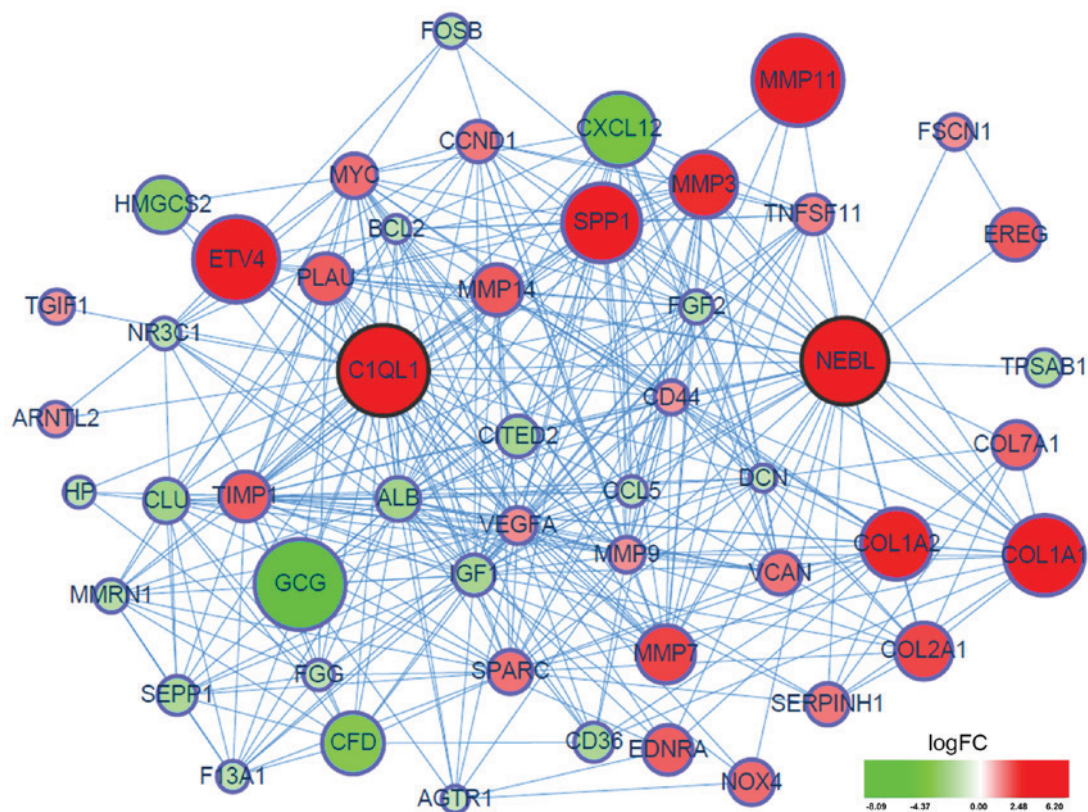 FOSB
MMP11
CXCL12
FSCN1
CCND1
MYC
MMP3
HMGCS2
TNFSF11
BCL2
SPP1
EREG
ETV4
PLAU
MMP14
TGIF1
FGF2
NR3C1
C1QL1
NEBL
TPSAB1
CD44
ARNTL2
CITED2
COL7A1
HP
CLU
TIMP1
ALB
CCL5
DCN
VEGFA
MMP9
COL1A2
COL1A1
IGF1
VCAN
GCG
MMRN1
MMP7
COL2A1
FGG
SPARC
SEPP1
SERPINH1
CFD
CD36
EDNRA
logFC
F13A1
NOX4
AGTR1
-8.09 -4.37 0.00 2.48 6.20